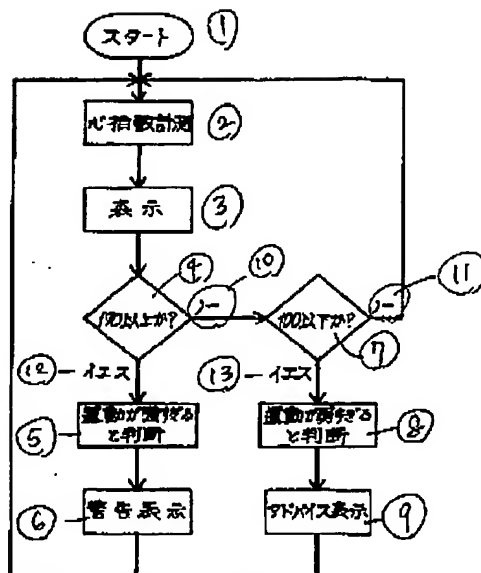 スタート ①
心拍数計測 ②
表示 ③
④
ノー ⑩
ノー ⑪
190以上か?
100以下か?
⑦
⑫ イエス
⑬ イエス
⑤ 運動が強すぎる
と判断
運動が弱すぎる
と判断 ⑧
⑥ 警告表示
アドバイス表示 ⑨